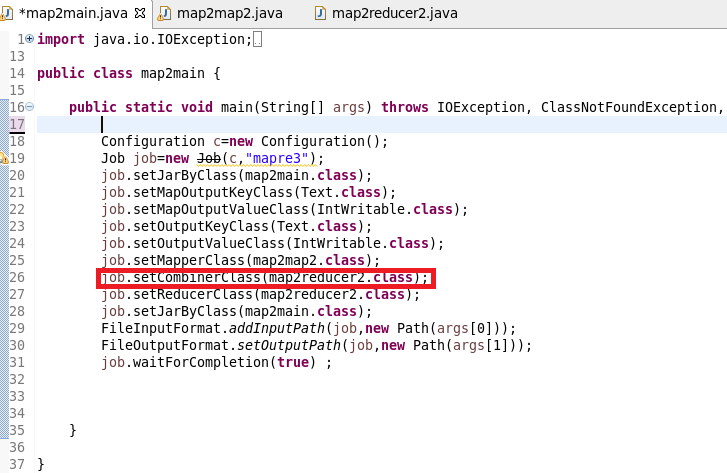 *map2main.java map2map2.java map2reducer2.java
1 import java.io.IOException;
13
14 public class map2main {
15
16 public static void main(String[] args) throws IOException, ClassNotFoundException,
17
18 Configuration c=new Configuration();
19 Job job=new Job(c,"mapre3");
20 job.setJarByClass(map2main.class);
21 job.setMapOutputKeyClass(Text.class);
22 job.setMapOutputValueClass(IntWritable.class);
23 job.setOutputKeyClass(Text.class);
24 job.setOutputValueClass(IntWritable.class);
25 job.setMapperClass(map2map2.class);
26 job.setCombinerClass(map2reducer2.class);
27 job.setReducerClass(map2reducer2.class);
28 job.setJarByClass(map2main.class);
29 FileInputFormat.addInputPath(job,new Path(args[0]));
30 FileOutputFormat.setOutputPath(job,new Path(args[1]));
31 job.waitForCompletion(true) ;
32
33
34
35 }
36
37 }